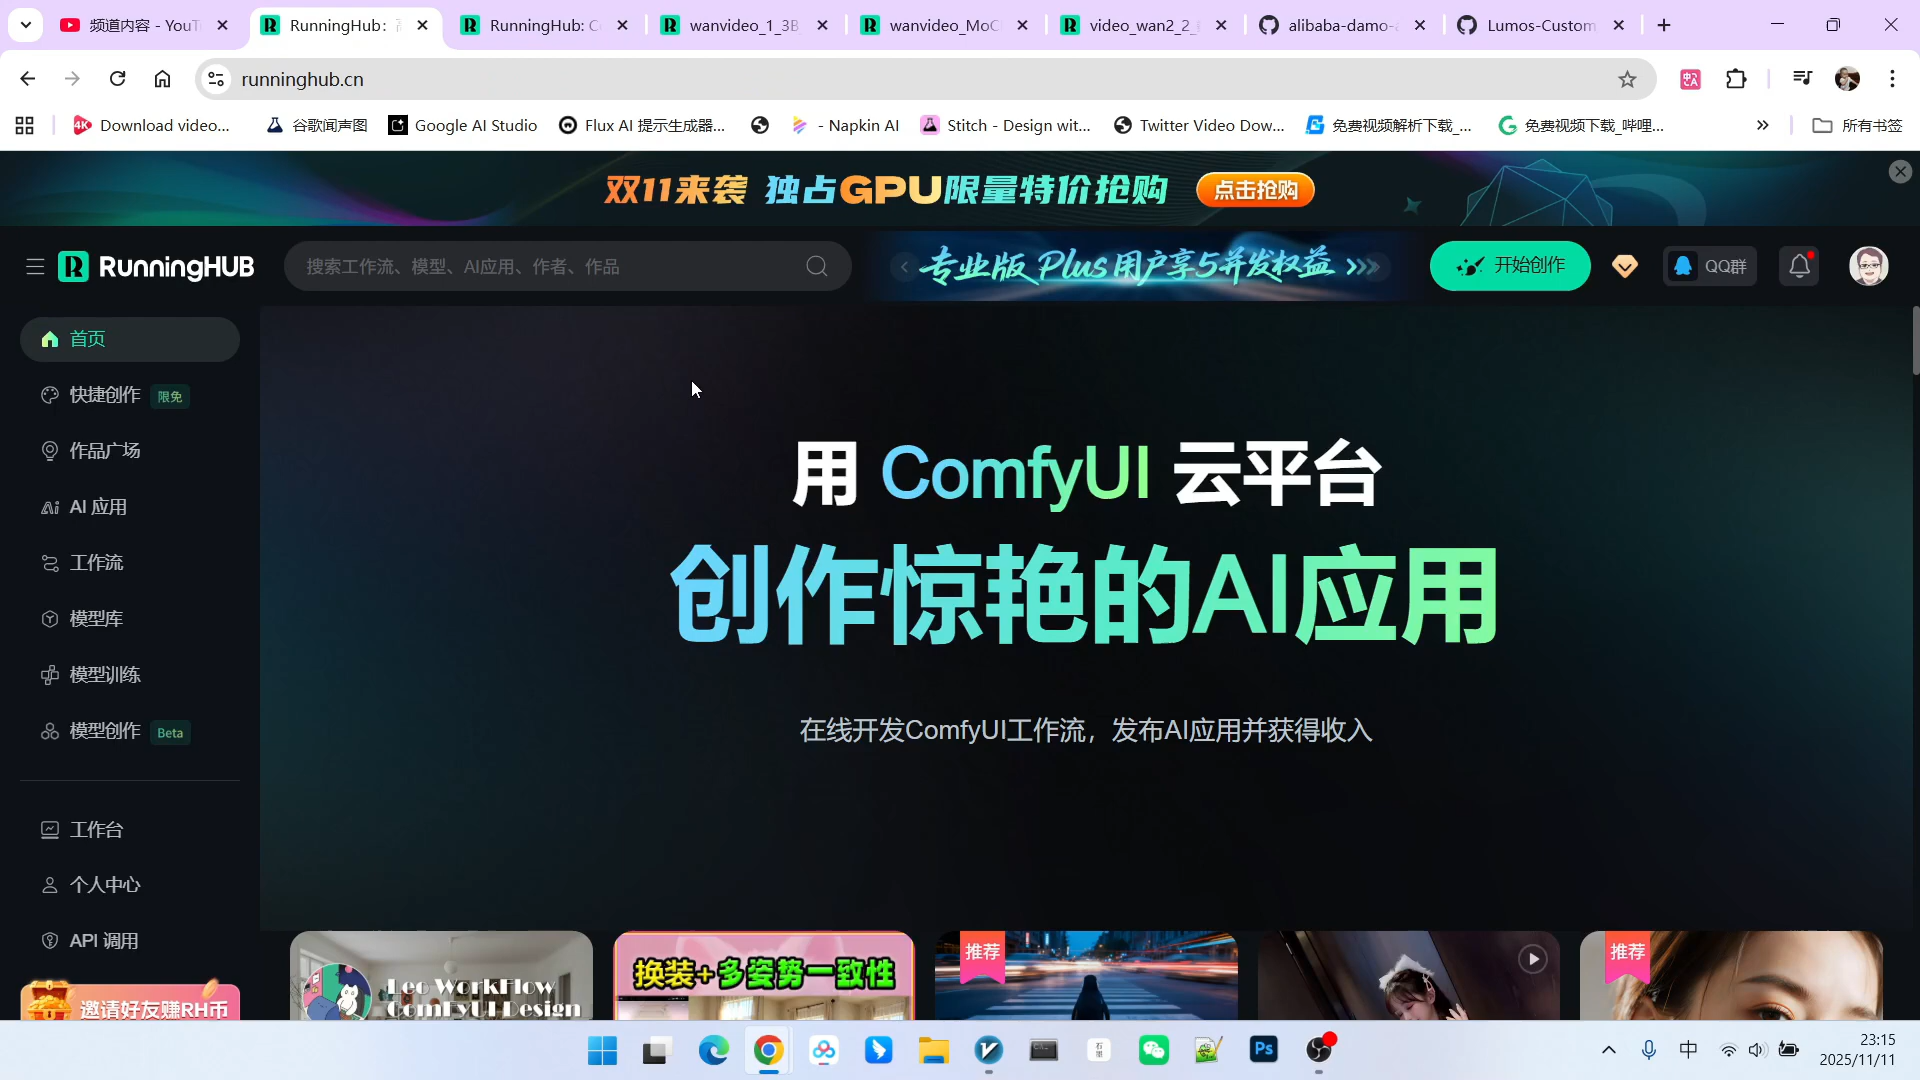 频道内容 - YouT
RunningHub：
RunningHub: C
wanvideo_1_3B
wanvideo_MoC
video_wan2_2_
alibaba-damo-
Lumos-Custom
runninghub.cn
Download video...
谷歌闻声图
Google AI Studio
Flux AI 提示生成器...
- Napkin AI
Stitch - Design wit...
Twitter Video Dow...
免费视频解析下载_...
免费视频下载_哔哩...
所有书签
双11来袭 独占GPU限量特价抢购
点击抢购
RunningHUB
搜索工作流、模型、AI应用、作者、作品
专业版 Plus用户享5并发权益 >>>
开始创作
QQ群
首页
快捷创作 限免
作品广场
AI 应用
工作流
模型库
模型训练
模型创作 Beta
工作台
个人中心
API 调用
邀请好友赚RH币
用 ComfyUI 云平台
创作惊艳的AI应用
在线开发ComfyUI工作流，发布AI应用并获得收入
Leo WorkFlow
ComFyUI Design
换装+多姿势一致性
推荐
推荐
Ps
中
23:15
2025/11/11